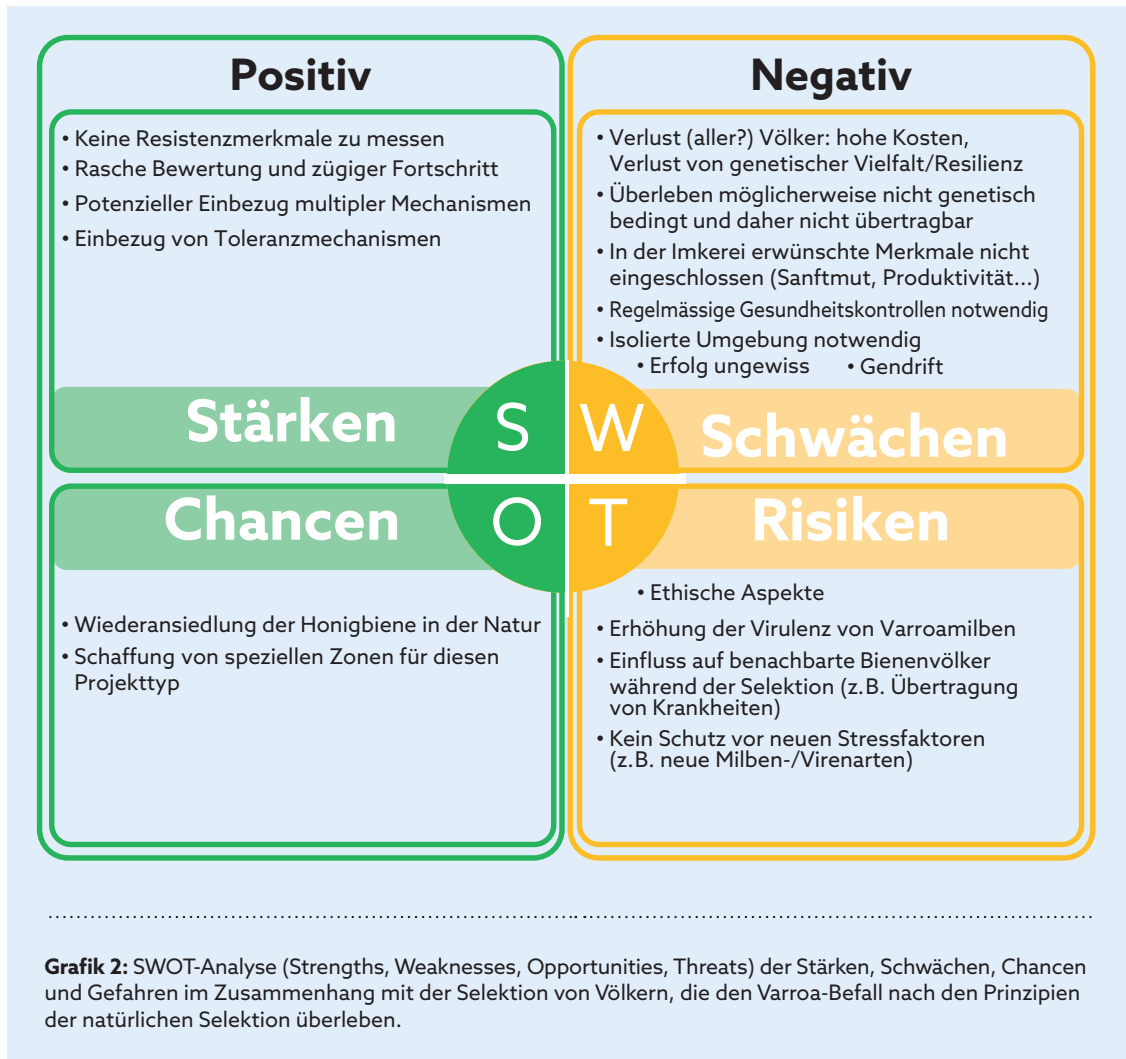 Positiv
• Keine Resistenzmerkmale zu messen
• Rasche Bewertung und zügiger Fortschritt
• Potenzieller Einbezug multipler Mechanismen
• Einbezug von Toleranzmechanismen
Stärken
Negativ
• Verlust (aller?) Völker: hohe Kosten,
Verlust von genetischer Vielfalt/Resilienz
• Überleben möglicherweise nicht genetisch
bedingt und daher nicht übertragbar
• In der Imkerei erwünschte Merkmale nicht
eingeschlossen (Sanftmut, Produktivität...)
• Regelmässige Gesundheitskontrollen notwendig
• Isolierte Umgebung notwendig
• Erfolg ungewiss • Gendrift
Schwächen
S W
O T
Chancen
• Wiederansiedlung der Honigbiene in der Natur
• Schaffung von speziellen Zonen für diesen
Projekttyp
Risiken
• Ethische Aspekte
• Erhöhung der Virulenz von Varroamilben
• Einfluss auf benachbarte Bienenvölker
während der Selektion (z.B. Übertragung
von Krankheiten)
• Kein Schutz vor neuen Stressfaktoren
(z.B. neue Milben-/Virenarten)
Grafik 2: SWOT-Analyse (Strengths, Weaknesses, Opportunities, Threats) der Stärken, Schwächen, Chancen
und Gefahren im Zusammenhang mit der Selektion von Völkern, die den Varroa-Befall nach den Prinzipien
der natürlichen Selektion überleben.